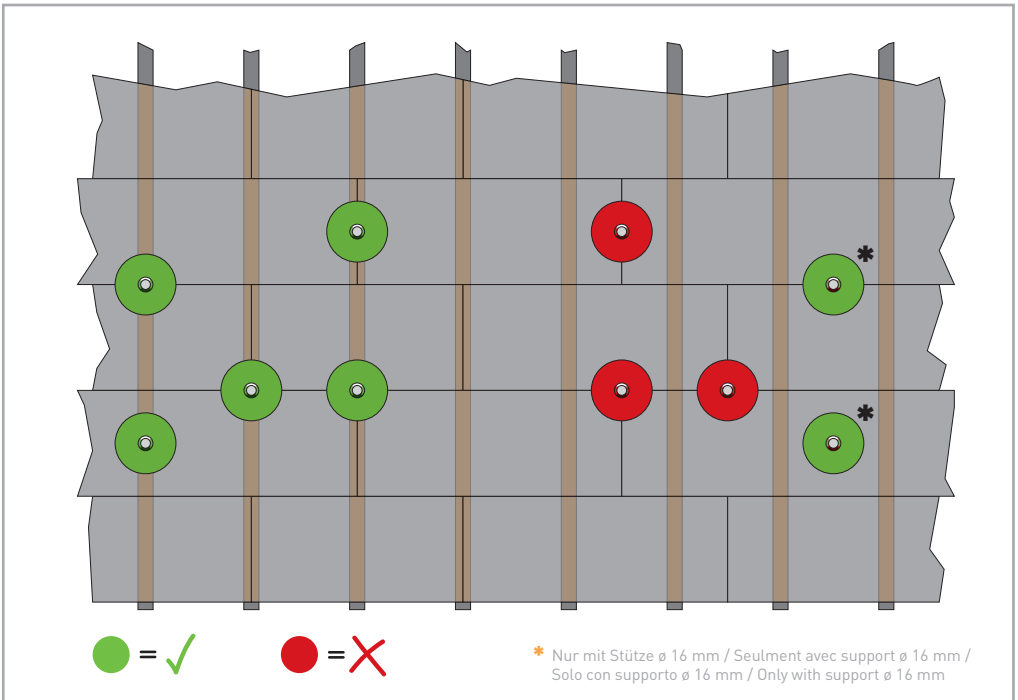 *
*
= ✓ = ✗
* Nur mit Stütze ø 16 mm / Seulment avec support ø 16 mm /
Solo con supporto ø 16 mm / Only with support ø 16 mm